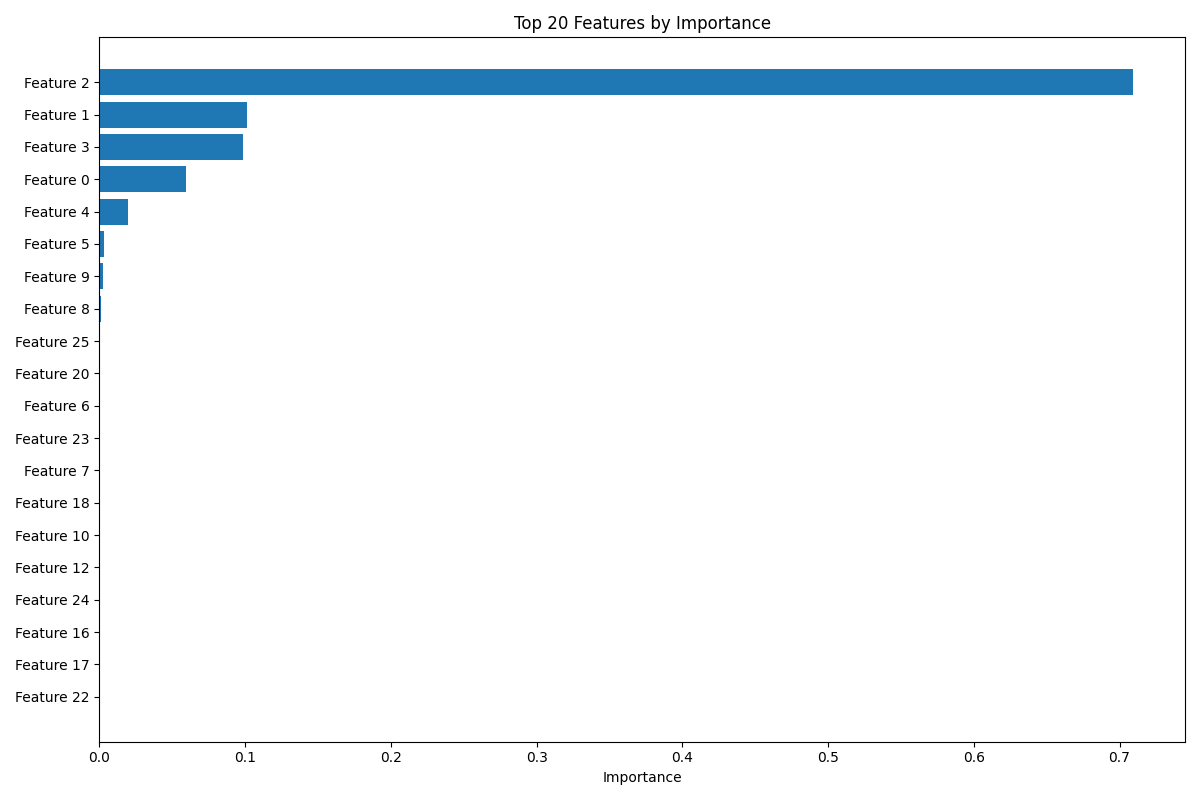 Top 20 Features by Importance
Feature 2
Feature 1
Feature 3
Feature 0
Feature 4
Feature 5
Feature 9
Feature 8
Feature 25
Feature 20
Feature 6
Feature 23
Feature 7
Feature 18
Feature 10
Feature 12
Feature 24
Feature 16
Feature 17
Feature 22
0.0 0.1 0.2 0.3 0.4 0.5 0.6 0.7
Importance